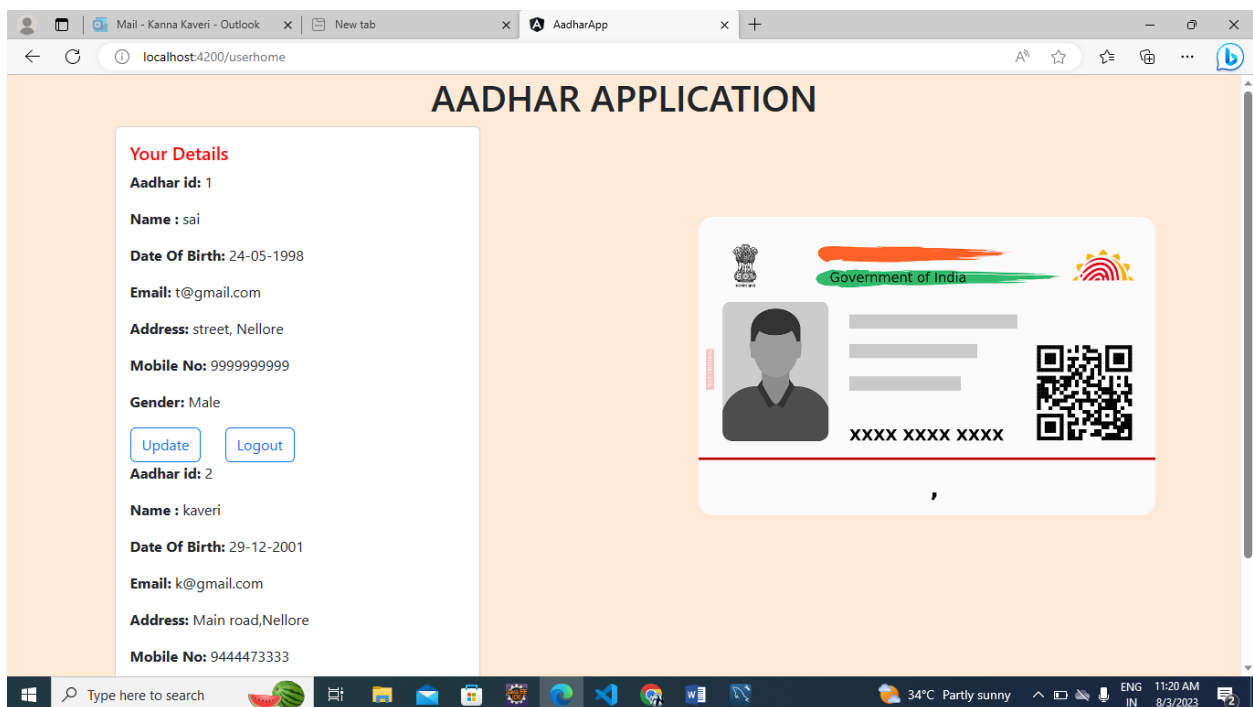 Mail - Kanna Kaveri - Outlook
New tab
AadharApp
localhost:4200/userhome
AADHAR APPLICATION
Your Details
Aadhar id: 1
Name : sai
Date Of Birth: 24-05-1998
Email: t@gmail.com
Address: street, Nellore
Mobile No: 9999999999
Gender: Male
Update Logout
Aadhar id: 2
Name : kaveri
Date Of Birth: 29-12-2001
Email: k@gmail.com
Address: Main road,Nellore
Mobile No: 9444473333
Government of India
XXXX XXXX XXXX
,
Type here to search
34°C Partly sunny
ENG
IN
11:20 AM
8/3/2023
2